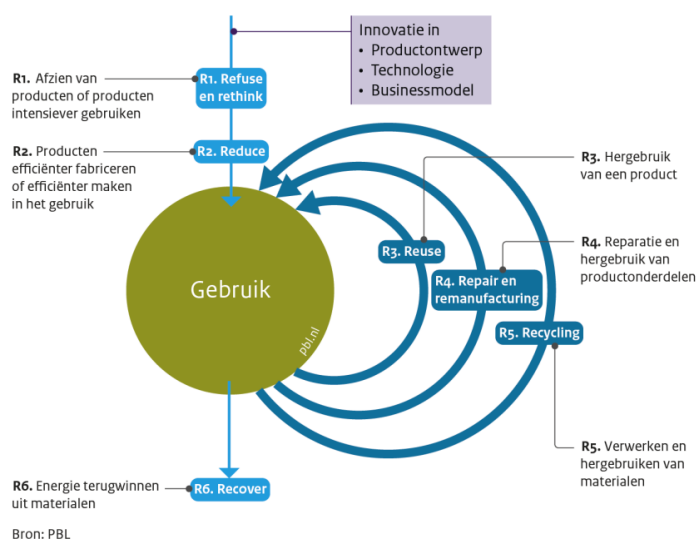 Innovatie in
• Productontwerp
• Technologie
• Businessmodel
R1. Afzien van
producten of producten
intensiever gebruiken
R1. Refuse
en rethink
R2. Producten
efficiënter fabriceren
of efficiënter maken
in het gebruik
R2. Reduce
R3. Hergebruik
van een product
R3. Reuse
R4. Reparatie en
hergebruik van
productonderdelen
R4. Repair en
remanufacturing
Gebruik
pbl.nl
R5. Recycling
R5. Verwerken en
hergebruiken van
materialen
R6. Energie terugwinnen
uit materialen
R6. Recover
Bron: PBL